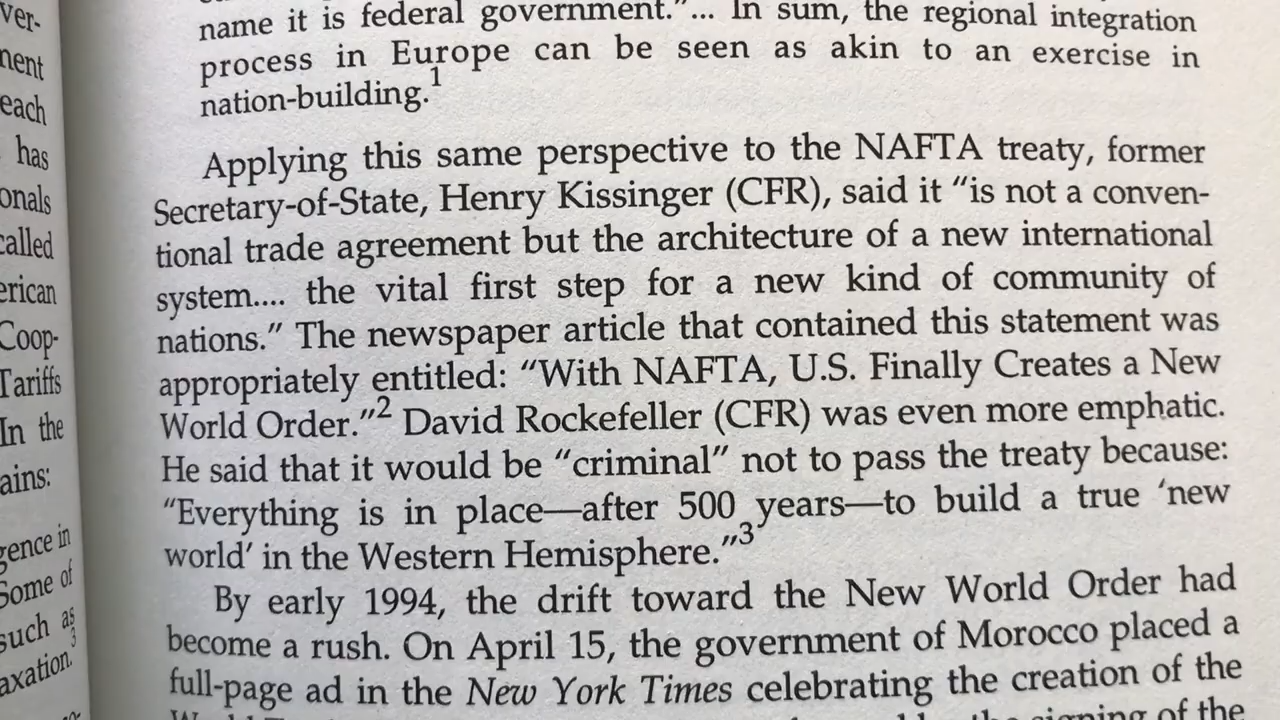 ver-
ment
each
has
onals
called
erican
Coop-
Tariffs
In the
ains:
gence in
Some of
such as
axation.3
name it is federal government."... In sum, the regional integration
process in Europe can be seen as akin to an exercise in
nation-building.1
Applying this same perspective to the NAFTA treaty, former
Secretary-of-State, Henry Kissinger (CFR), said it "is not a conven-
tional trade agreement but the architecture of a new international
system.... the vital first step for a new kind of community of
nations." The newspaper article that contained this statement was
appropriately entitled: "With NAFTA, U.S. Finally Creates a New
World Order."2 David Rockefeller (CFR) was even more emphatic.
He said that it would be "criminal" not to pass the treaty because:
"Everything is in place—after 500 years—to build a true 'new
world' in the Western Hemisphere."3
By early 1994, the drift toward the New World Order had
become a rush. On April 15, the government of Morocco placed a
full-page ad in the New York Times celebrating the creation of the
the signing of the